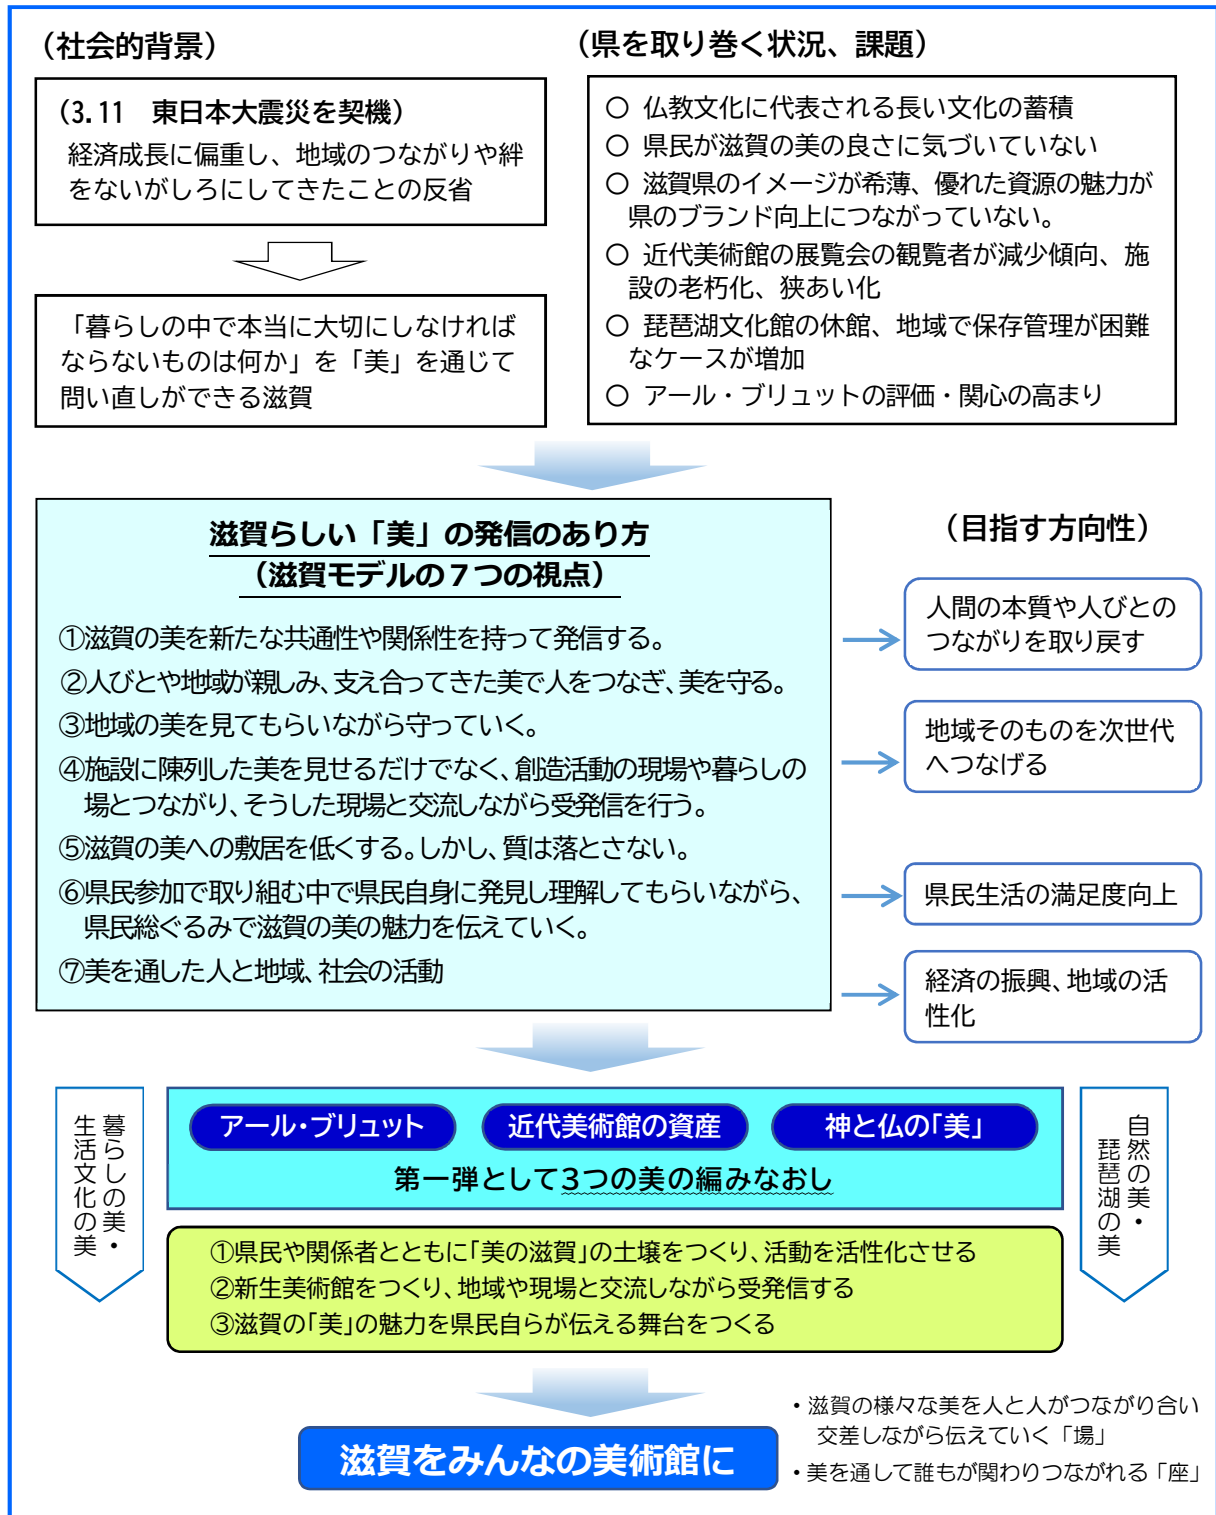 （社会的背景）
（3.11　東日本大震災を契機）
経済成長に偏重し、地域のつながりや絆
をないがしろにしてきたことの反省
「暮らしの中で本当に大切にしなければ
ならないものは何か」を「美」を通じて
問い直しができる滋賀
（県を取り巻く状況、課題）
〇 仏教文化に代表される長い文化の蓄積
〇 県民が滋賀の美の良さに気づいていない
〇 滋賀県のイメージが希薄、優れた資源の魅力が
県のブランド向上につながっていない。
〇 近代美術館の展覧会の観覧者が減少傾向、施
設の老朽化、狭あい化
〇 琵琶湖文化館の休館、地域で保存管理が困難
なケースが増加
〇 アール・ブリュットの評価・関心の高まり
滋賀らしい「美」の発信のあり方
（滋賀モデルの７つの視点）
①滋賀の美を新たな共通性や関係性を持って発信する。
②人びとや地域が親しみ、支え合ってきた美で人をつなぎ、美を守る。
③地域の美を見てもらいながら守っていく。
④施設に陳列した美を見せるだけでなく、創造活動の現場や暮らしの
場とつながり、そうした現場と交流しながら受発信を行う。
⑤滋賀の美への敷居を低くする。しかし、質は落とさない。
⑥県民参加で取り組む中で県民自身に発見し理解してもらいながら、
県民総ぐるみで滋賀の美の魅力を伝えていく。
⑦美を通した人と地域、社会の活動
（目指す方向性）
人間の本質や人びとの
つながりを取り戻す
地域そのものを次世代
へつなげる
県民生活の満足度向上
経済の振興、地域の活
性化
暮らしの美・
生活文化の美
アール・ブリュット
近代美術館の資産
神と仏の「美」
第一弾として３つの美の編みなおし
①県民や関係者とともに「美の滋賀」の土壌をつくり、活動を活性化させる
②新生美術館をつくり、地域や現場と交流しながら受発信する
③滋賀の「美」の魅力を県民自らが伝える舞台をつくる
自然の美・
琵琶湖の美
滋賀をみんなの美術館に
・滋賀の様々な美を人と人がつながり合い
交差しながら伝えていく「場」
・美を通して誰もが関わりつながれる「座」